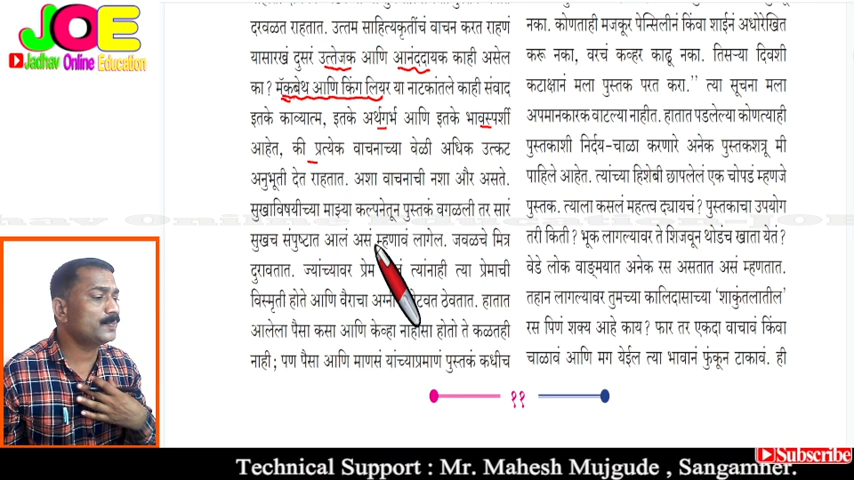 JOE
Jadhav Online Education
दरवळत राहतात. उत्तम साहित्यकृतींचं वाचन करत राहणं
यासारखं दुसरं उत्तेजक आणि आनंददायक काही असेल
का? मॅकबेथ आणि किंग लियर या नाटकांतले काही संवाद
इतके काव्यात्म, इतके अर्थगर्भ आणि इतके भावस्पर्शी
आहेत, की प्रत्येक वाचनाच्या वेळी अधिक उत्कट
अनुभूती देत राहतात. अशा वाचनाची नशा और असते.
सुखाविषयीच्या माझ्या कल्पनेतून पुस्तकं वगळली तर सारं
सुखच संपुष्टात आलं असं म्हणावं लागेल. जवळचे मित्र
दुरावतात. ज्यांच्यावर प्रेम त्यांनाही त्या प्रेमाची
विस्मृती होते आणि वैराचा ठेवतात. हातात
आलेला पैसा कसा आणि केव्हा नाहीसा होतो ते कळतही
नाही; पण पैसा आणि माणसं यांच्याप्रमाणं पुस्तकं कधीच
नका. कोणताही मजकूर पेन्सिलीनं किंवा शाईनं अधोरेखित
करू नका, वरचं कव्हर काढू नका. तिसऱ्या दिवशी
कटाक्षानं मला पुस्तक परत करा.’’ त्या सूचना मला
अपमानकारक वाटल्या नाहीत. हातात पडलेल्या कोणत्याही
पुस्तकाशी निर्दय-चाळा करणारे अनेक पुस्तकशत्रू मी
पाहिले आहेत. त्यांच्या हिशेबी छापलेलं एक चोपडं म्हणजे
पुस्तक. त्याला कसलं महत्त्व द्यायचं? पुस्तकाचा उपयोग
तरी किती? भूक लागल्यावर ते शिजवून थोडंच खाता येतं?
वेडे लोक वाङ्मयात अनेक रस असतात असं म्हणतात.
तहान लागल्यावर तुमच्या कालिदासाच्या ‘शाकुंतलातील’
रस पिणं शक्य आहे काय? फार तर एकदा वाचावं किंवा
चाळावं आणि मग येईल त्या भावानं फुंकून टाकावं. ही
११
Subscribe
Technical Support : Mr. Mahesh Mujgude , Sangamner.